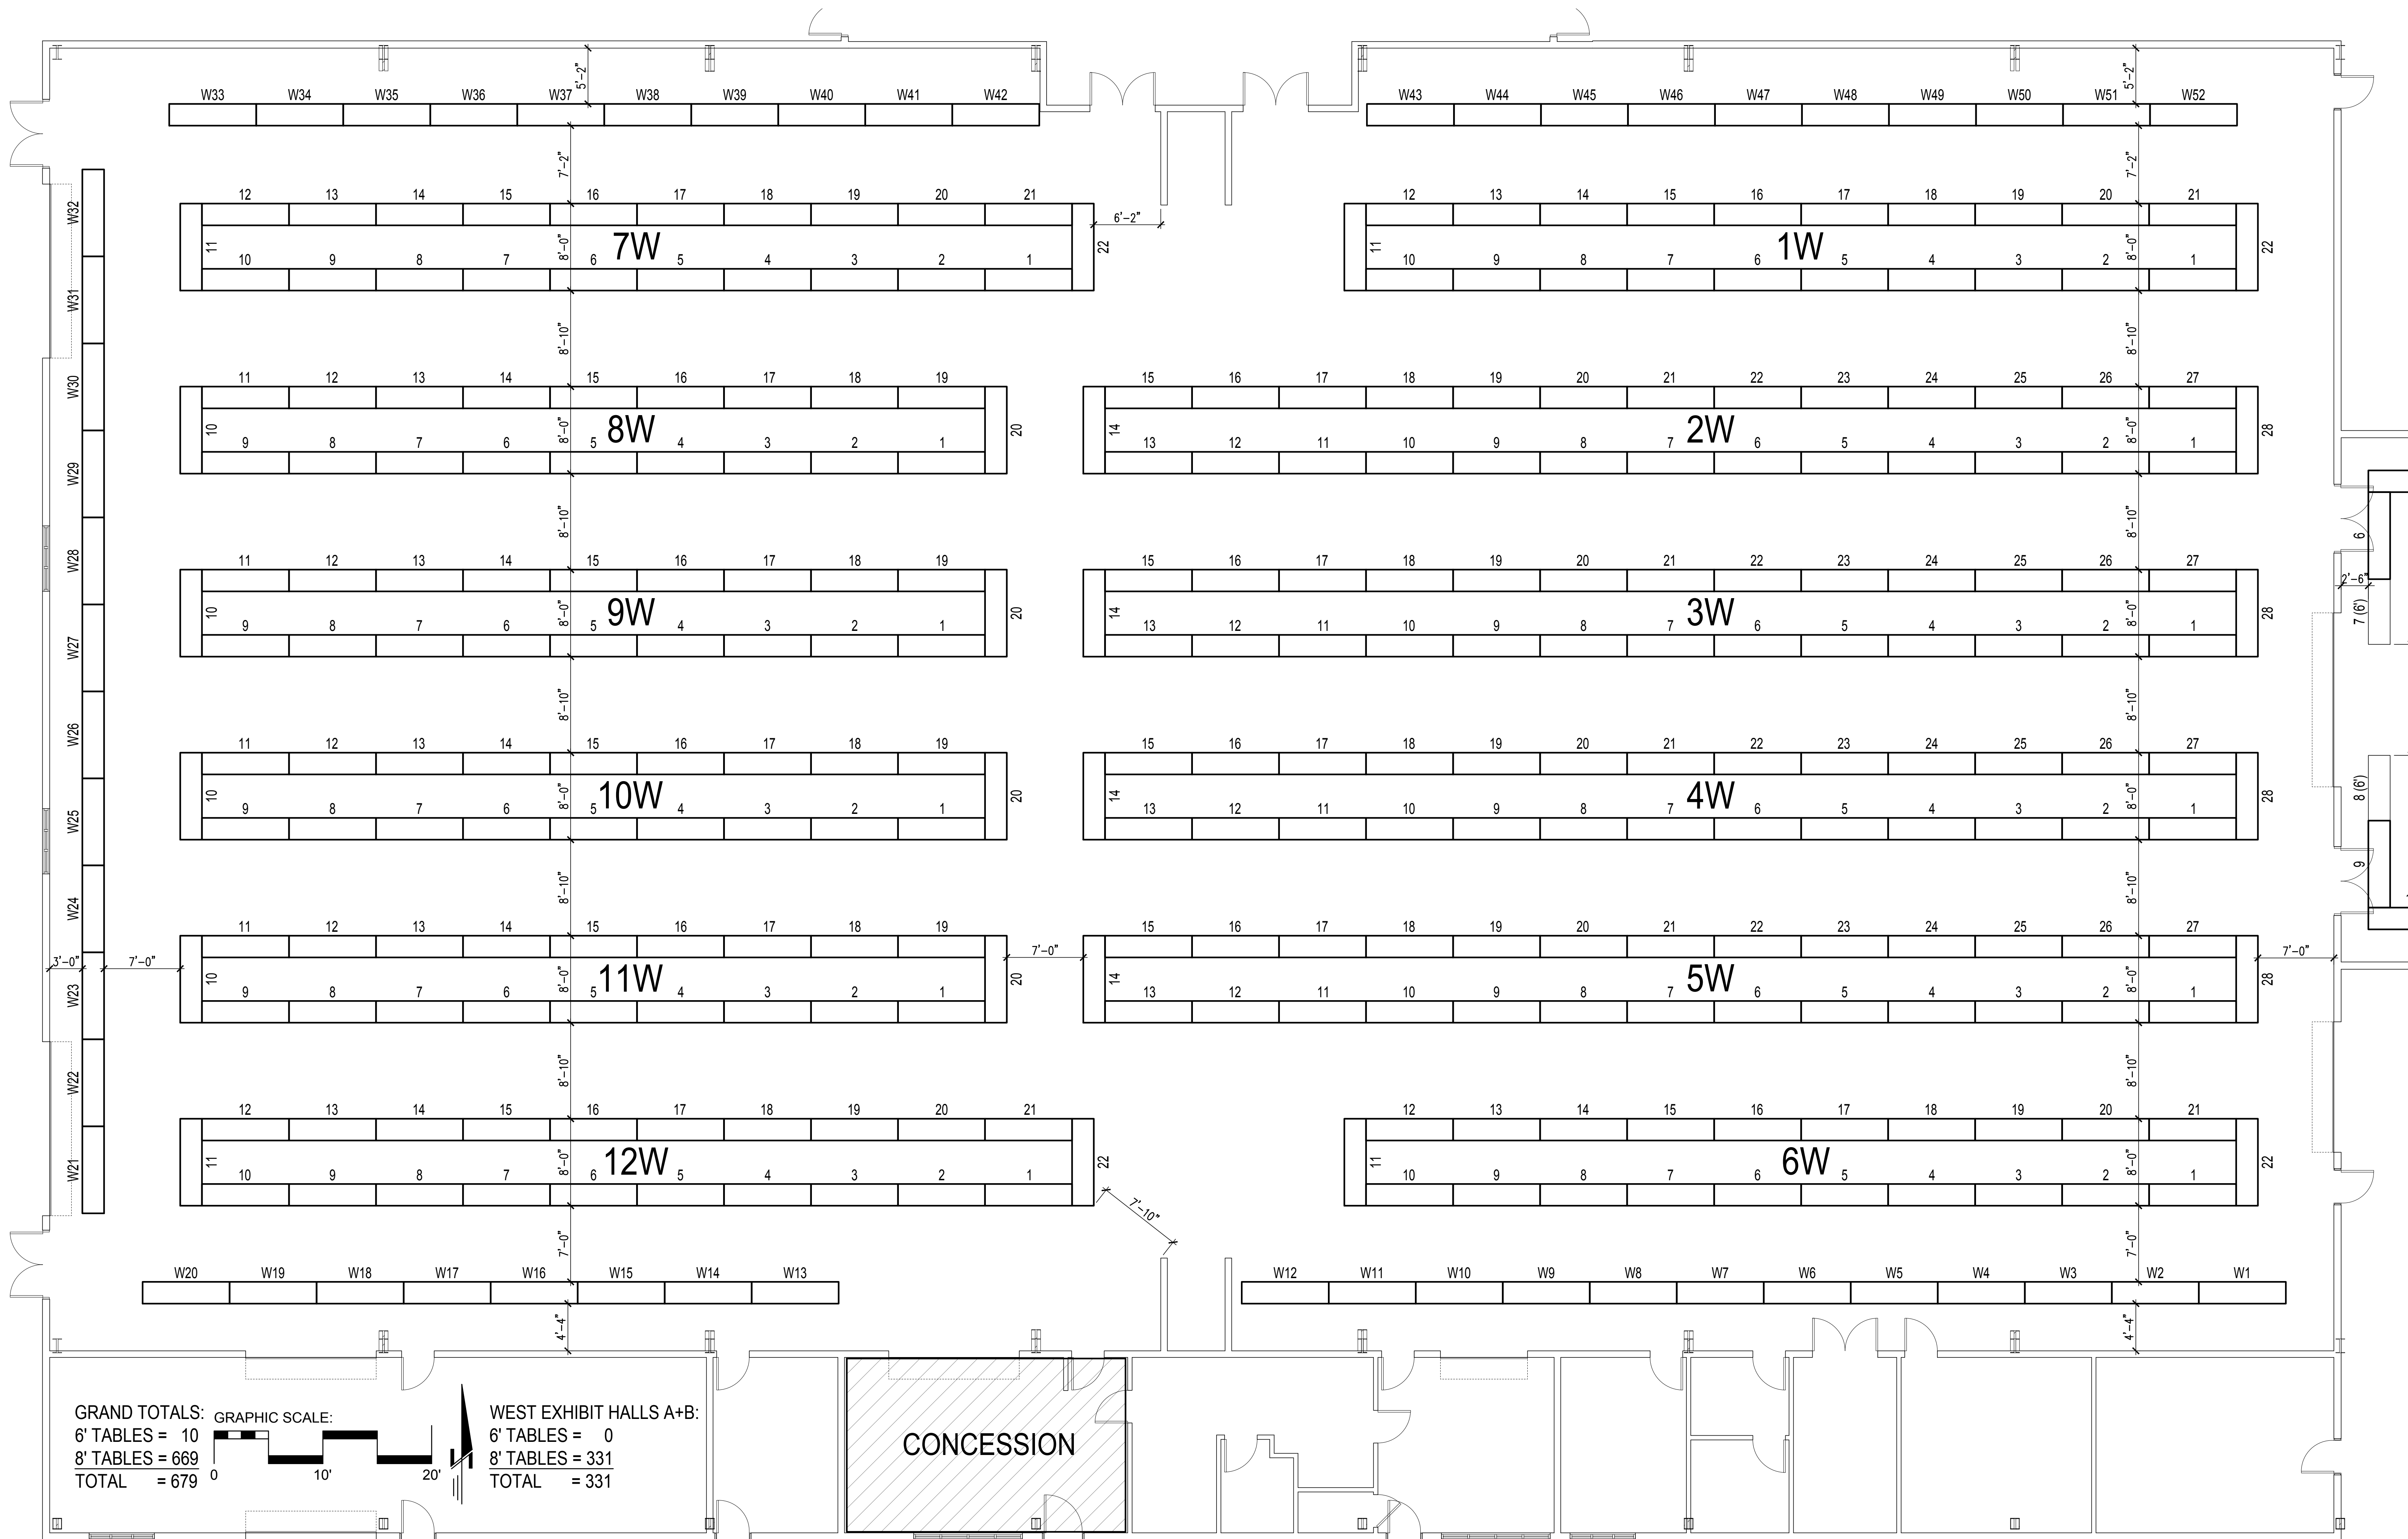 5'-2" 5'-2"
W33 W34 W35 W36 W37 W38 W39 W40 W41 W42 W43 W44 W45 W46 W47 W48 W49 W50 W51 W52
7'-2" 7'-2"
12 13 14 15 16 17 18 19 20 21 12 13 14 15 16 17 18 19 20 21
W32 6'-2"
11 7W 8'-0" 22 11 1W 8'-0" 22
10 9 8 7 6 5 4 3 2 1 10 9 8 7 6 5 4 3 2 1
W31
8'-10" 8'-10"
11 12 13 14 15 16 17 18 19 15 16 17 18 19 20 21 22 23 24 25 26 27
W30
10 8W 8'-0" 20 14 2W 8'-0" 28
9 8 7 6 5 4 3 2 1 13 12 11 10 9 8 7 6 5 4 3 2 1
W29
8'-10" 8'-10"
6
W28
11 12 13 14 15 16 17 18 19 15 16 17 18 19 20 21 22 23 24 25 26 27
2'-6"
10 9W 8'-0" 20 14 3W 8'-0" 28 7 (6')
9 8 7 6 5 4 3 2 1 13 12 11 10 9 8 7 6 5 4 3 2 1
W27
8'-10" 8'-10"
W26
11 12 13 14 15 16 17 18 19 15 16 17 18 19 20 21 22 23 24 25 26 27
10 10W 8'-0" 20 14 4W 8'-0" 28 8 (6')
9 8 7 6 5 4 3 2 1 13 12 11 10 9 8 7 6 5 4 3 2 1
W25
8'-10" 8'-10"
9
W24
11 12 13 14 15 16 17 18 19 15 16 17 18 19 20 21 22 23 24 25 26 27
3'-0" 7'-0" 7'-0" 7'-0"
10 11W 8'-0" 20 14 5W 8'-0" 28
9 8 7 6 5 4 3 2 1 13 12 11 10 9 8 7 6 5 4 3 2 1
W23
8'-10" 8'-10"
W22
12 13 14 15 16 17 18 19 20 21 12 13 14 15 16 17 18 19 20 21
11 12W 8'-0" 22 11 6W 8'-0" 22
10 9 8 7 6 5 4 3 2 1 10 9 8 7 6 5 4 3 2 1
W21
7'-10"
7'-0" 7'-0"
W20 W19 W18 W17 W16 W15 W14 W13 W12 W11 W10 W9 W8 W7 W6 W5 W4 W3 W2 W1
4'-4" 4'-4"
GRAND TOTALS:
6' TABLES = 10
8' TABLES = 669
TOTAL = 679
GRAPHIC SCALE:
0 10' 20'
WEST EXHIBIT HALLS A+B:
6' TABLES = 0
8' TABLES = 331
TOTAL = 331
CONCESSION